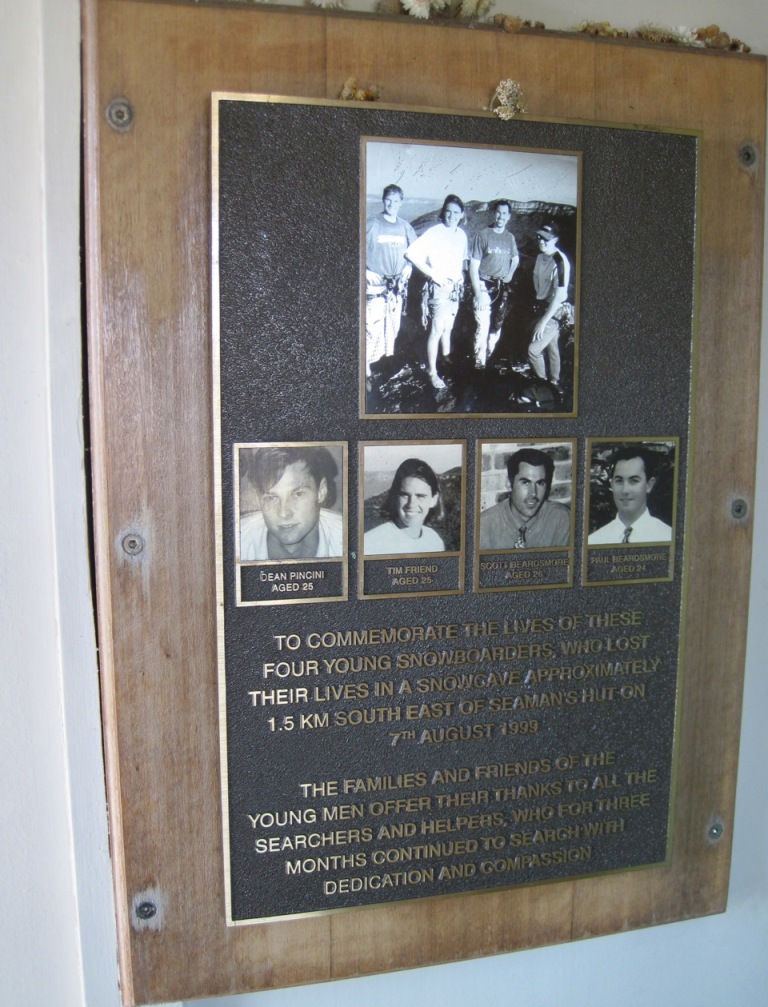 DEAN PINCINI
AGED 25
TIM FRIEND
AGED 25
SCOTT BEARDSMORE
AGED 26
PAUL BEARDSMORE
AGED 24
TO COMMEMORATE THE LIVES OF THESE
FOUR YOUNG SNOWBOARDERS, WHO LOST
THEIR LIVES IN A SNOWCAVE APPROXIMATELY
1.5 KM SOUTH EAST OF SEAMAN'S HUT ON
7TH AUGUST 1999
THE FAMILIES AND FRIENDS OF THE
YOUNG MEN OFFER THEIR THANKS TO ALL THE
SEARCHERS AND HELPERS, WHO FOR THREE
MONTHS CONTINUED TO SEARCH WITH
DEDICATION AND COMPASSION